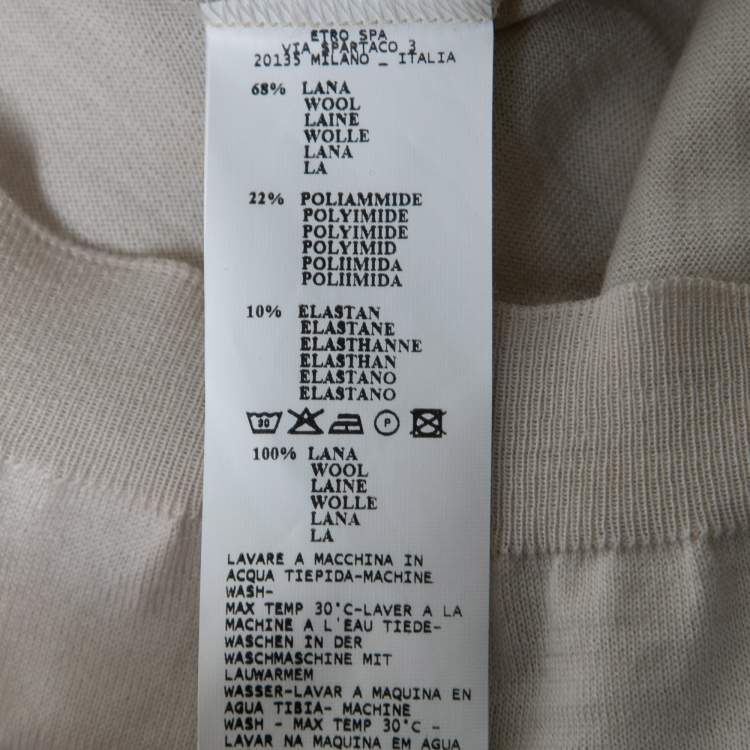 ETRO SPA
VIA SPARTACO 3
20135 MILANO _ ITALIA
68% LANA
WOOL
LAINE
WOLLE
LANA
LA
22% POLIAMMIDE
POLYIMIDE
POLYIMIDE
POLYIMID
POLIIMIDA
POLIIMIDA
10% ELASTAN
ELASTANE
ELASTHANNE
ELASTHAN
ELASTANO
ELASTANO
30 P
100% LANA
WOOL
LAINE
WOLLE
LANA
LA
LAVARE A MACCHINA IN
ACQUA TIEPIDA-MACHINE
WASH-
MAX TEMP 30°C-LAVER A LA
MACHINE A L'EAU TIEDE-
WASCHEN IN DER
WASCHMASCHINE MIT
LAUWARMEM
WASSER-LAVAR A MAQUINA EN
AGUA TIBIA- MACHINE
WASH - MAX TEMP 30°C -
LAVAR NA MAQUINA EM AGUA